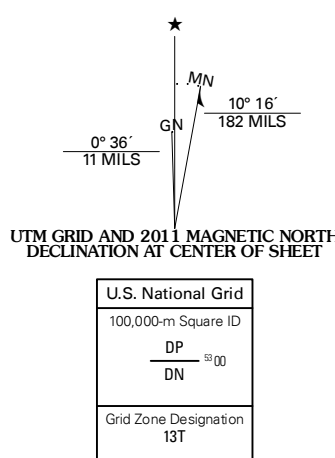 ★
MN
GN
10° 16´
182 MILS
0° 36´
11 MILS
UTM GRID AND 2011 MAGNETIC NORTH
DECLINATION AT CENTER OF SHEET
U.S. National Grid
100,000-m Square ID
DP
5300
DN
Grid Zone Designation
13T